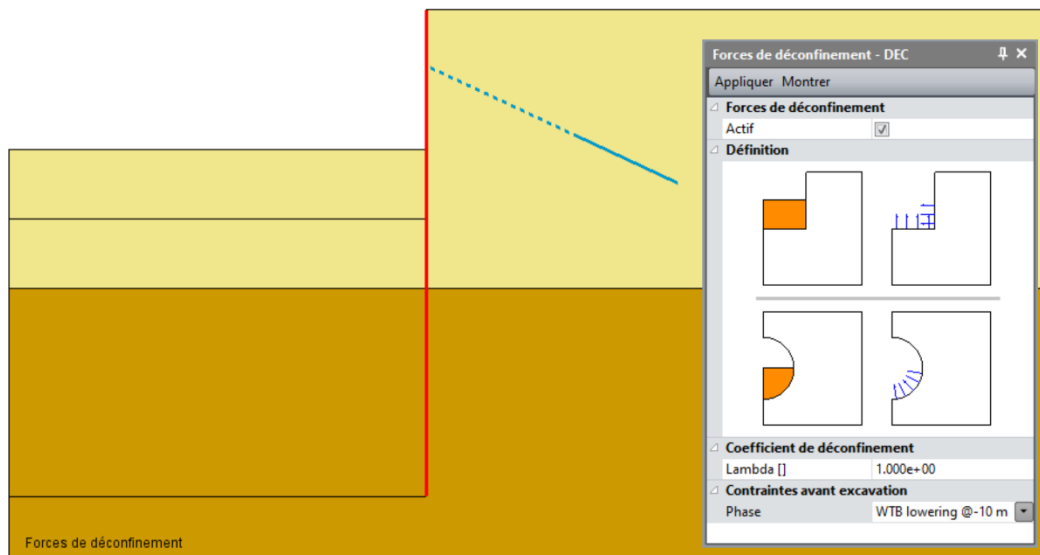 Forces de déconfinement - DEC
Appliquer Montrer
Forces de déconfinement
Actif
Définition
Coefficient de déconfinement
Lambda [] 1.000e+00
Contraintes avant excavation
Phase WTB lowering @-10 m
Forces de déconfinement